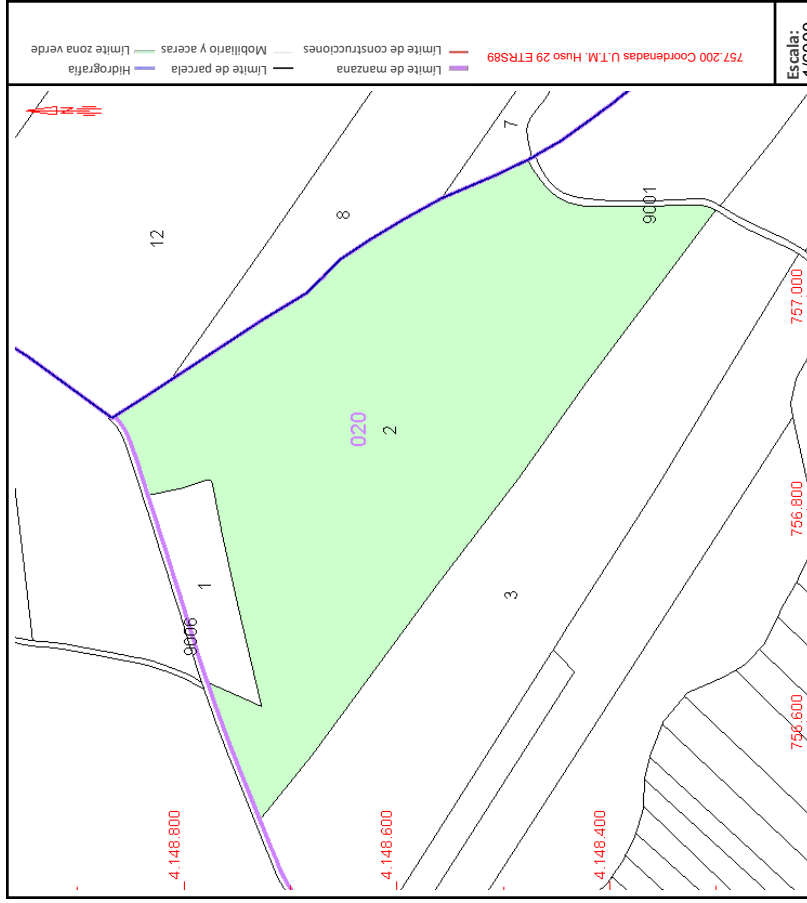 12
8
7
9001
020
2
1
9006
3
4.148.800
4.148.600
4.148.400
756.600
756.800
757.000
757.200 Coordenadas U.T.M. Huso 29 ETRS89
Límite de manzana
Límite de parcela
Hidrografía
Límite de construcciones
Mobiliario y aceras
Límite zona verde
Escala: